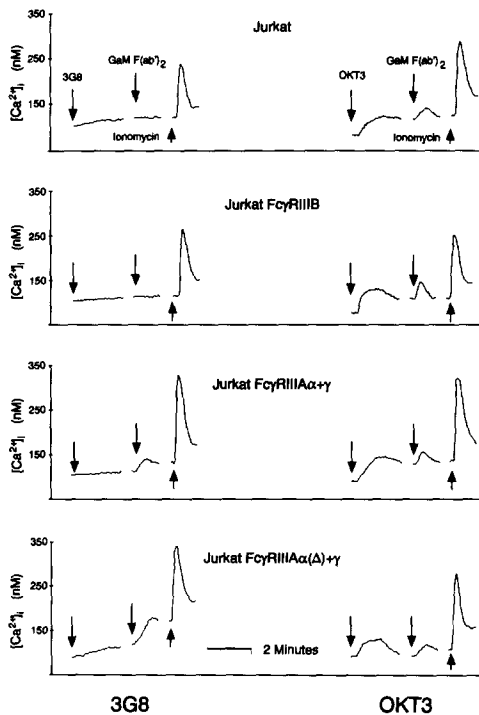 Jurkat
3G8
GaM F(ab')2
OKT3
GaM F(ab')2
[Ca2+]i (nM)
350
250
150
Ionomycin
Ionomycin
Jurkat FcγRIIIB
[Ca2+]i (nM)
350
250
150
Jurkat FcγRIIIAα+γ
[Ca2+]i (nM)
350
250
150
Jurkat FcγRIIIAα(Δ)+γ
[Ca2+]i (nM)
350
250
150
2 Minutes
3G8
OKT3